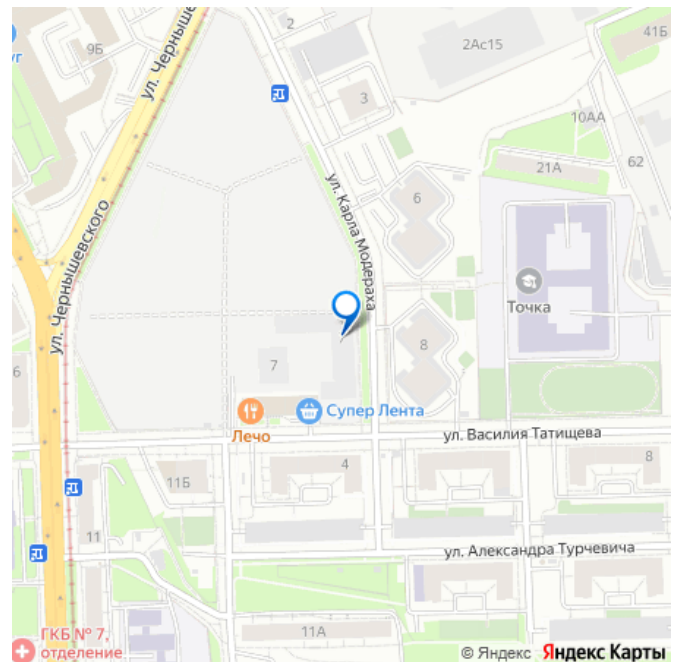 2
41Б
9Б
2Ас15
ул. Черныше
3
10АА
62
21А
ул. Карла Модераха
6
ул. Чернышевского
Точка
8
7
6
Супер Лента
Лечо
ул. Василия Татищева
4
8
11Б
11
ул. Александра Турчевича
11А
ГКБ № 7,
отделение
© Яндекс Яндекс Карты